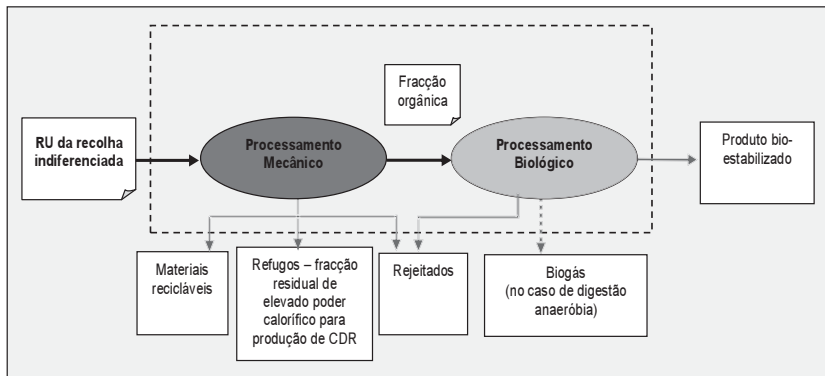 Fracção
orgânica
RU da recolha
indiferenciada
Processamento
Mecânico
Processamento
Biológico
Produto bio-
estabilizado
Materiais
recicláveis
Refugos – fracção
residual de
elevado poder
calorífico para
produção de CDR
Rejeitados
Biogás
(no caso de digestão
anaeróbia)